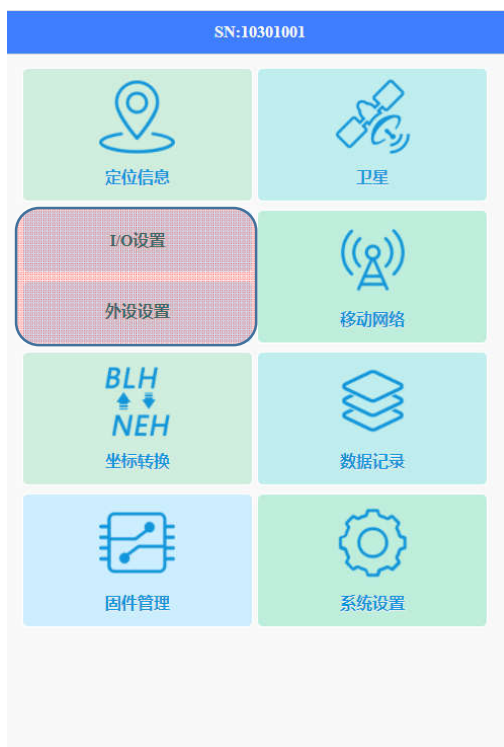 SN:10301001
定位信息
卫星
I/O设置
外设设置
移动网络
BLH
NEH
坐标转换
数据记录
固件管理
系统设置